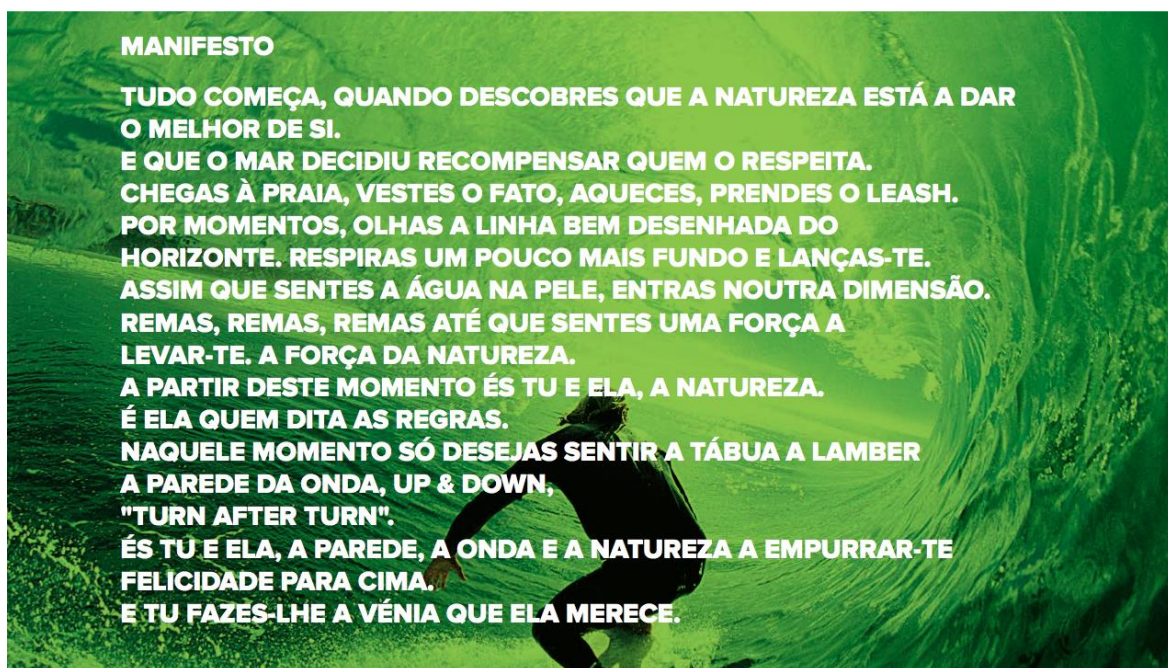 MANIFESTO
TUDO COMEÇA, QUANDO DESCOBRES QUE A NATUREZA ESTÁ A DAR
O MELHOR DE SI.
E QUE O MAR DECIDIU RECOMPENSAR QUEM O RESPEITA.
CHEGAS À PRAIA, VESTES O FATO, AQUECES, PRENDES O LEASH.
POR MOMENTOS, OLHAS A LINHA BEM DESENHADA DO
HORIZONTE. RESPIRAS UM POUCO MAIS FUNDO E LANÇAS-TE.
ASSIM QUE SENTES A ÁGUA NA PELE, ENTRAS NOUTRA DIMENSÃO.
REMAS, REMAS, REMAS ATÉ QUE SENTES UMA FORÇA A
LEVAR-TE. A FORÇA DA NATUREZA.
A PARTIR DESTE MOMENTO ÉS TU E ELA, A NATUREZA.
É ELA QUEM DITA AS REGRAS.
NAQUELE MOMENTO SÓ DESEJAS SENTIR A TÁBUA A LAMBER
A PAREDE DA ONDA, UP & DOWN,
"TURN AFTER TURN".
ÉS TU E ELA, A PAREDE, A ONDA E A NATUREZA A EMPURRAR-TE
FELICIDADE PARA CIMA.
E TU FAZES-LHE A VÉNIA QUE ELA MERECE.